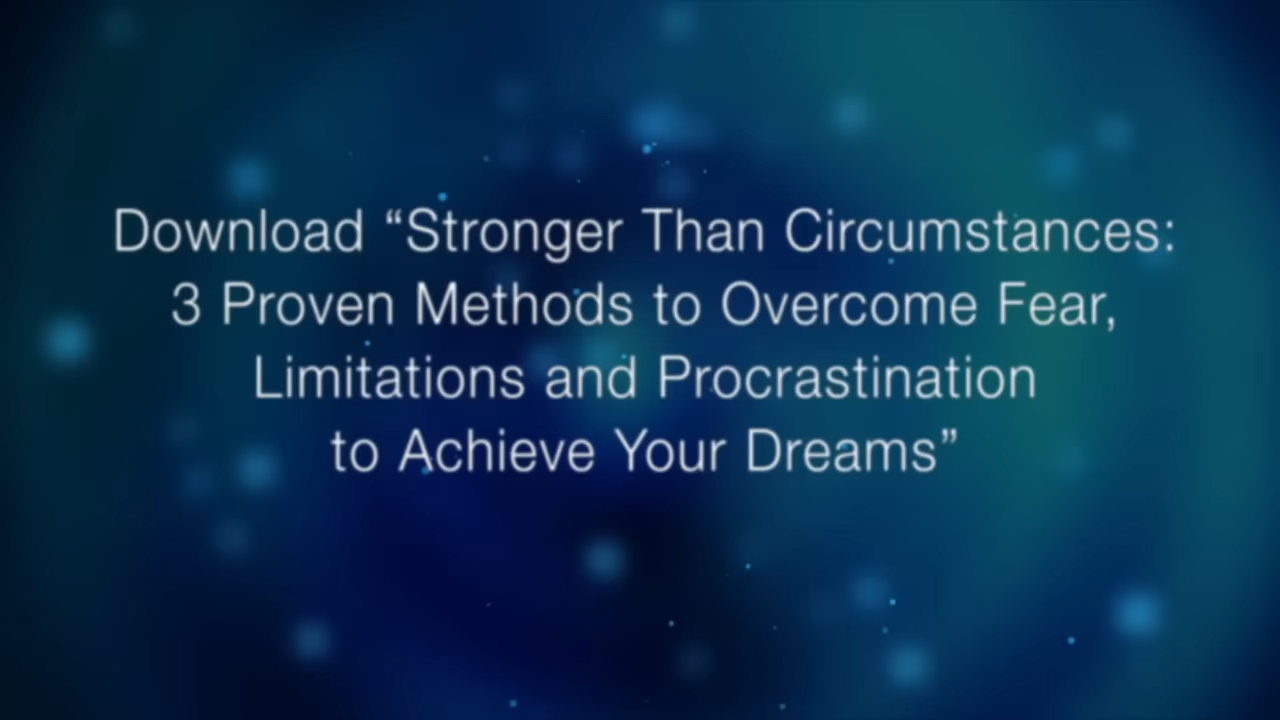 Download “Stronger Than Circumstances:
3 Proven Methods to Overcome Fear,
Limitations and Procrastination
to Achieve Your Dreams”